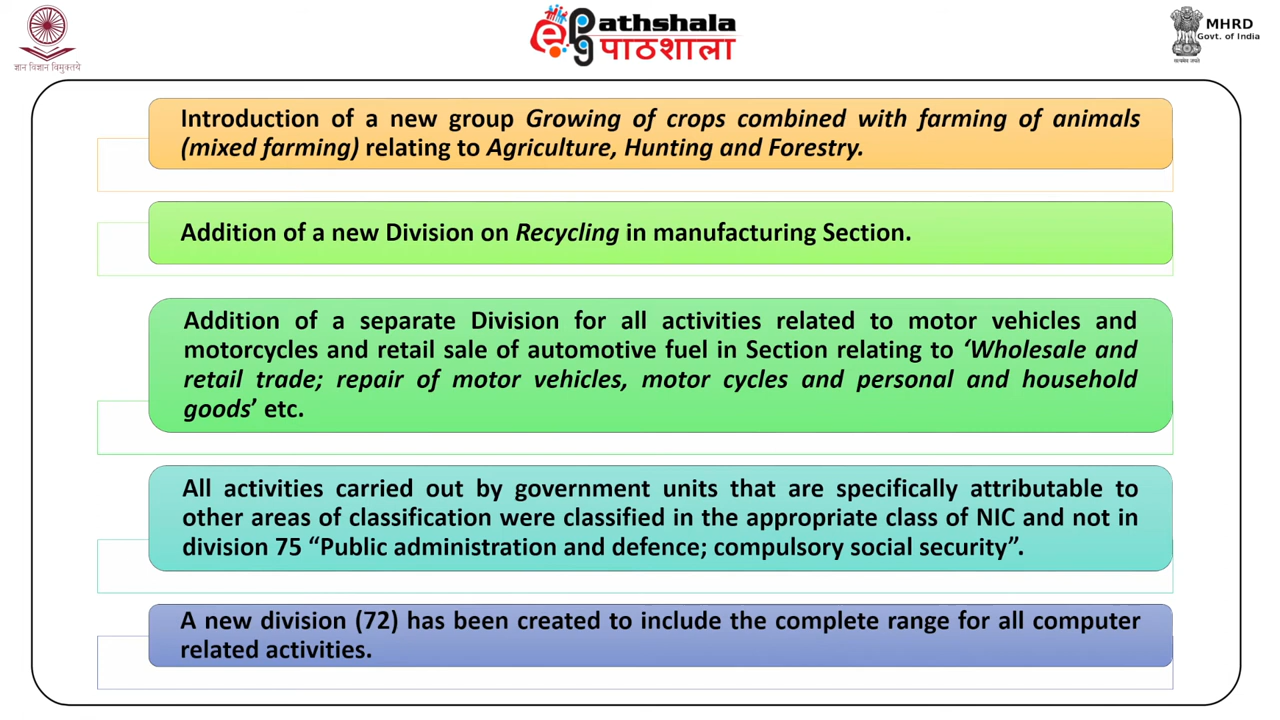 ज्ञान विज्ञान विमुक्तये
e PG Pathshala
पाठशाला
MHRD
Govt. of India
सत्यमेव जयते
Introduction of a new group Growing of crops combined with farming of animals
(mixed farming) relating to Agriculture, Hunting and Forestry.
Addition of a new Division on Recycling in manufacturing Section.
Addition of a separate Division for all activities related to motor vehicles and
motorcycles and retail sale of automotive fuel in Section relating to ‘Wholesale and
retail trade; repair of motor vehicles, motor cycles and personal and household
goods’ etc.
All activities carried out by government units that are specifically attributable to
other areas of classification were classified in the appropriate class of NIC and not in
division 75 “Public administration and defence; compulsory social security”.
A new division (72) has been created to include the complete range for all computer
related activities.